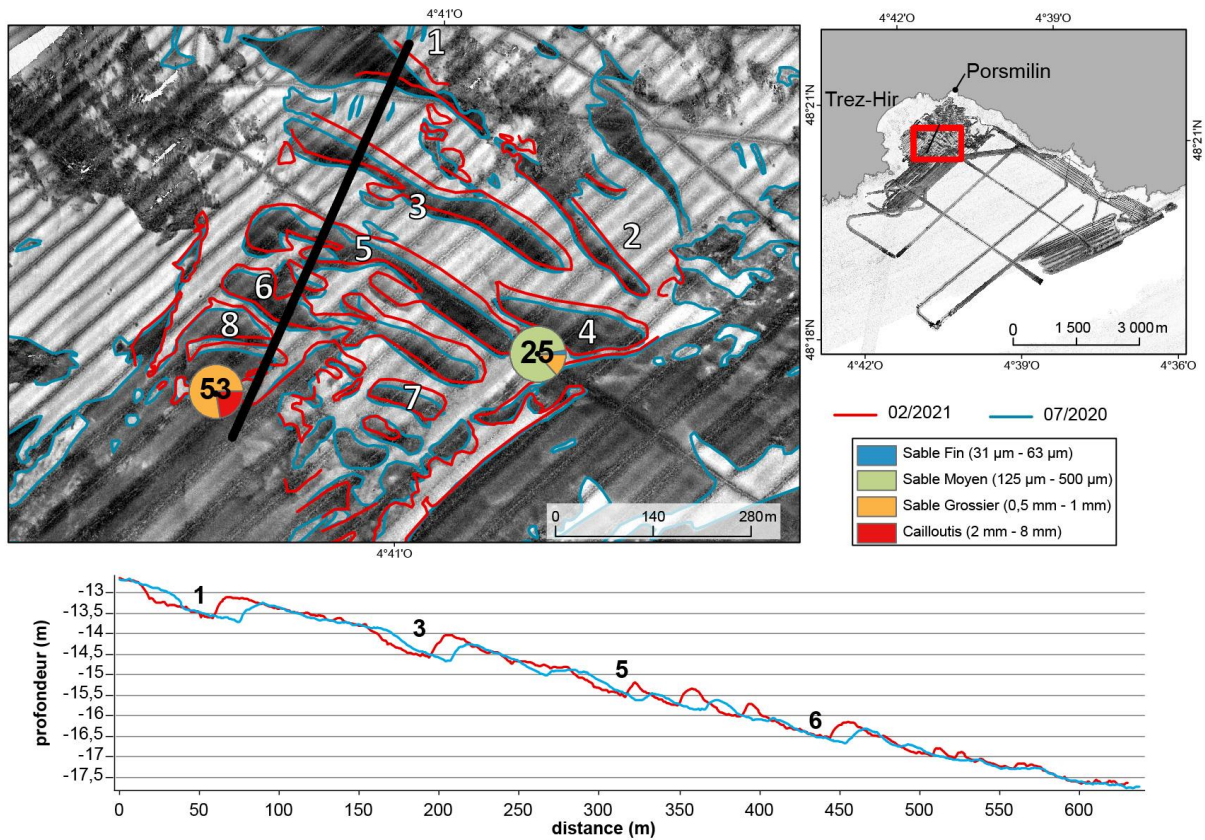 4°41'O
1
2
3
5
6
8
4
25
53
7
0 140 280 m
4°41'O
4°42'O 4°39'O
Porsmilin
Trez-Hir
48°21'N
48°21'N
48°18'N
0 1 500 3 000 m
4°42'O 4°39'O 4°36'O
02/2021 07/2020
Sable Fin (31 µm - 63 µm)
Sable Moyen (125 µm - 500 µm)
Sable Grossier (0,5 mm - 1 mm)
Cailloutis (2 mm - 8 mm)
profondeur (m)
-13
-13,5
-14
-14,5
-15
-15,5
-16
-16,5
-17
-17,5
1
3
5
6
0 50 100 150 200 250 300 350 400 450 500 550 600
distance (m)